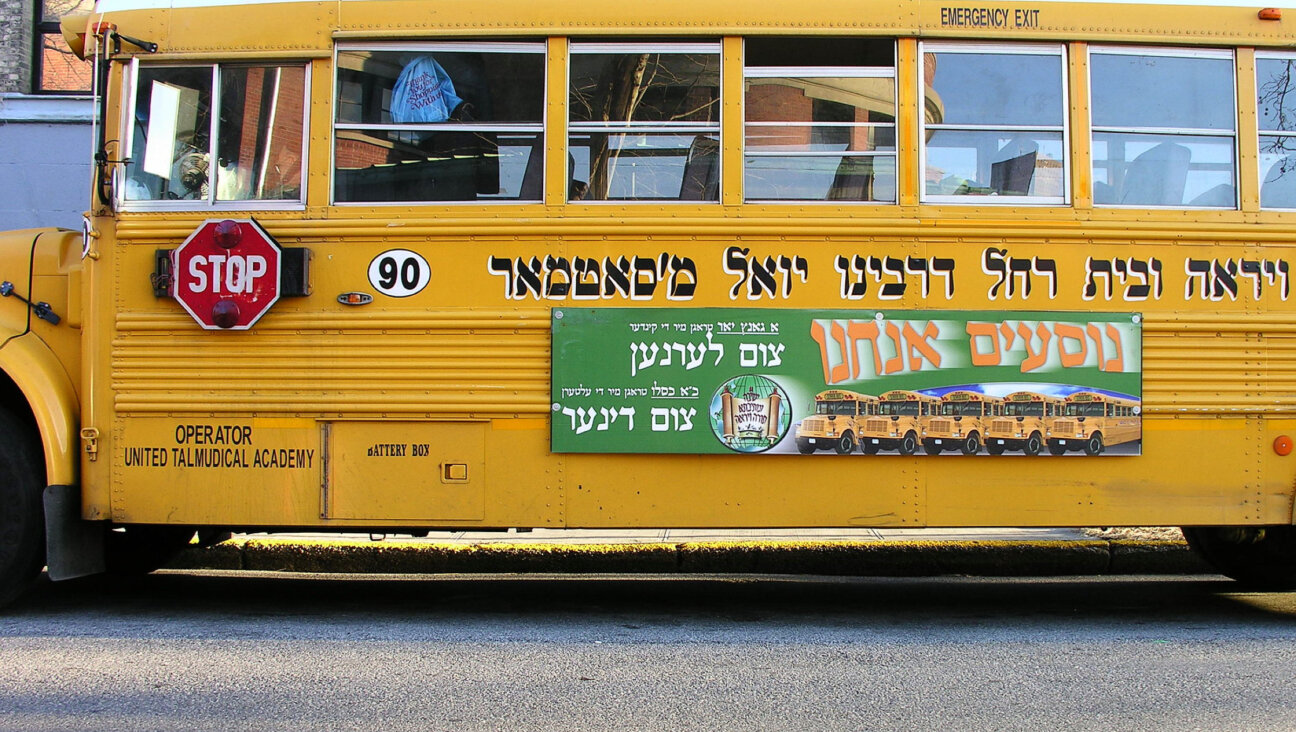 EMERGENCY EXIT
STOP
90
ויראה ובית רחל דרבינו יואל מ'סאטמאר
א גאנץ יאר טראגן מיר די קינדער
צום לערנען
כ"א כסלו טראגן מיר די עלטערן
צום דינער
נוסעים אנחנו
OPERATOR
UNITED TALMUDICAL ACADEMY
BATTERY BOX